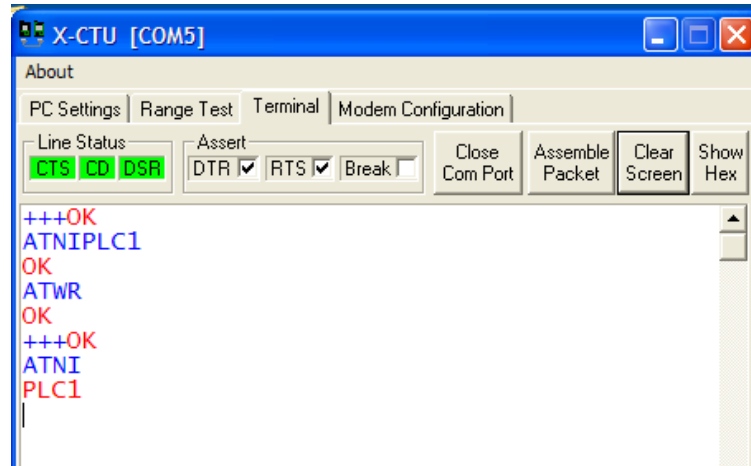 X-CTU [COM5]
About
PC Settings Range Test Terminal Modem Configuration
Line Status
CTS CD DSR
Assert
DTR RTS Break
Close Com Port
Assemble Packet
Clear Screen
Show Hex
+++OK
ATNIPLC1
OK
ATWR
OK
+++OK
ATNI
PLC1